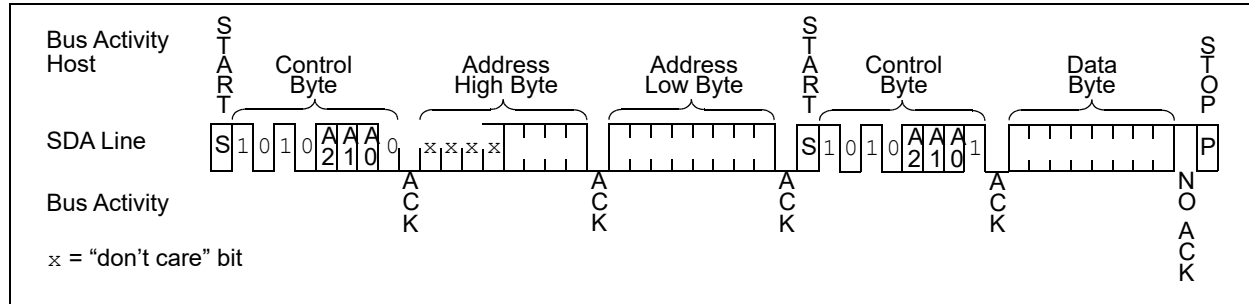 Bus Activity
Host
START
Control
Byte
Address
High Byte
Address
Low Byte
START
Control
Byte
Data
Byte
STOP
SDA Line
S 1 0 1 0 A2 A1 A0 0 x x x x S 1 0 1 0 A2 A1 A0 1 P
Bus Activity
ACK
ACK
ACK
ACK
NO ACK
x = “don’t care” bit